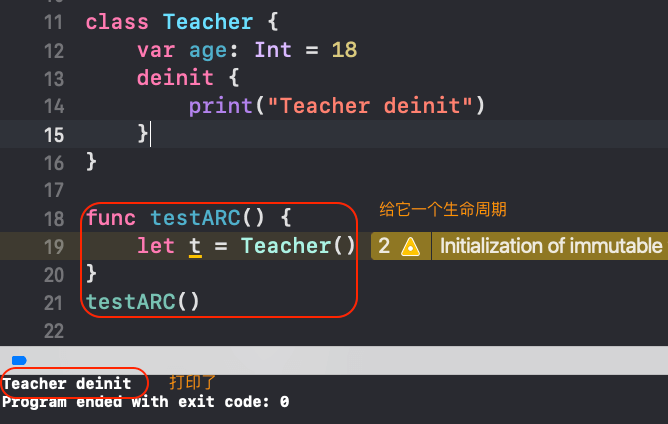 11 class Teacher {
12     var age: Int = 18
13     deinit {
14         print("Teacher deinit")
15     }
16 }
17
18 func testARC() { 给它一个生命周期
19     let t = Teacher() 2 Initialization of immutable
20 }
21 testARC()
22
Teacher deinit 打印了
Program ended with exit code: 0